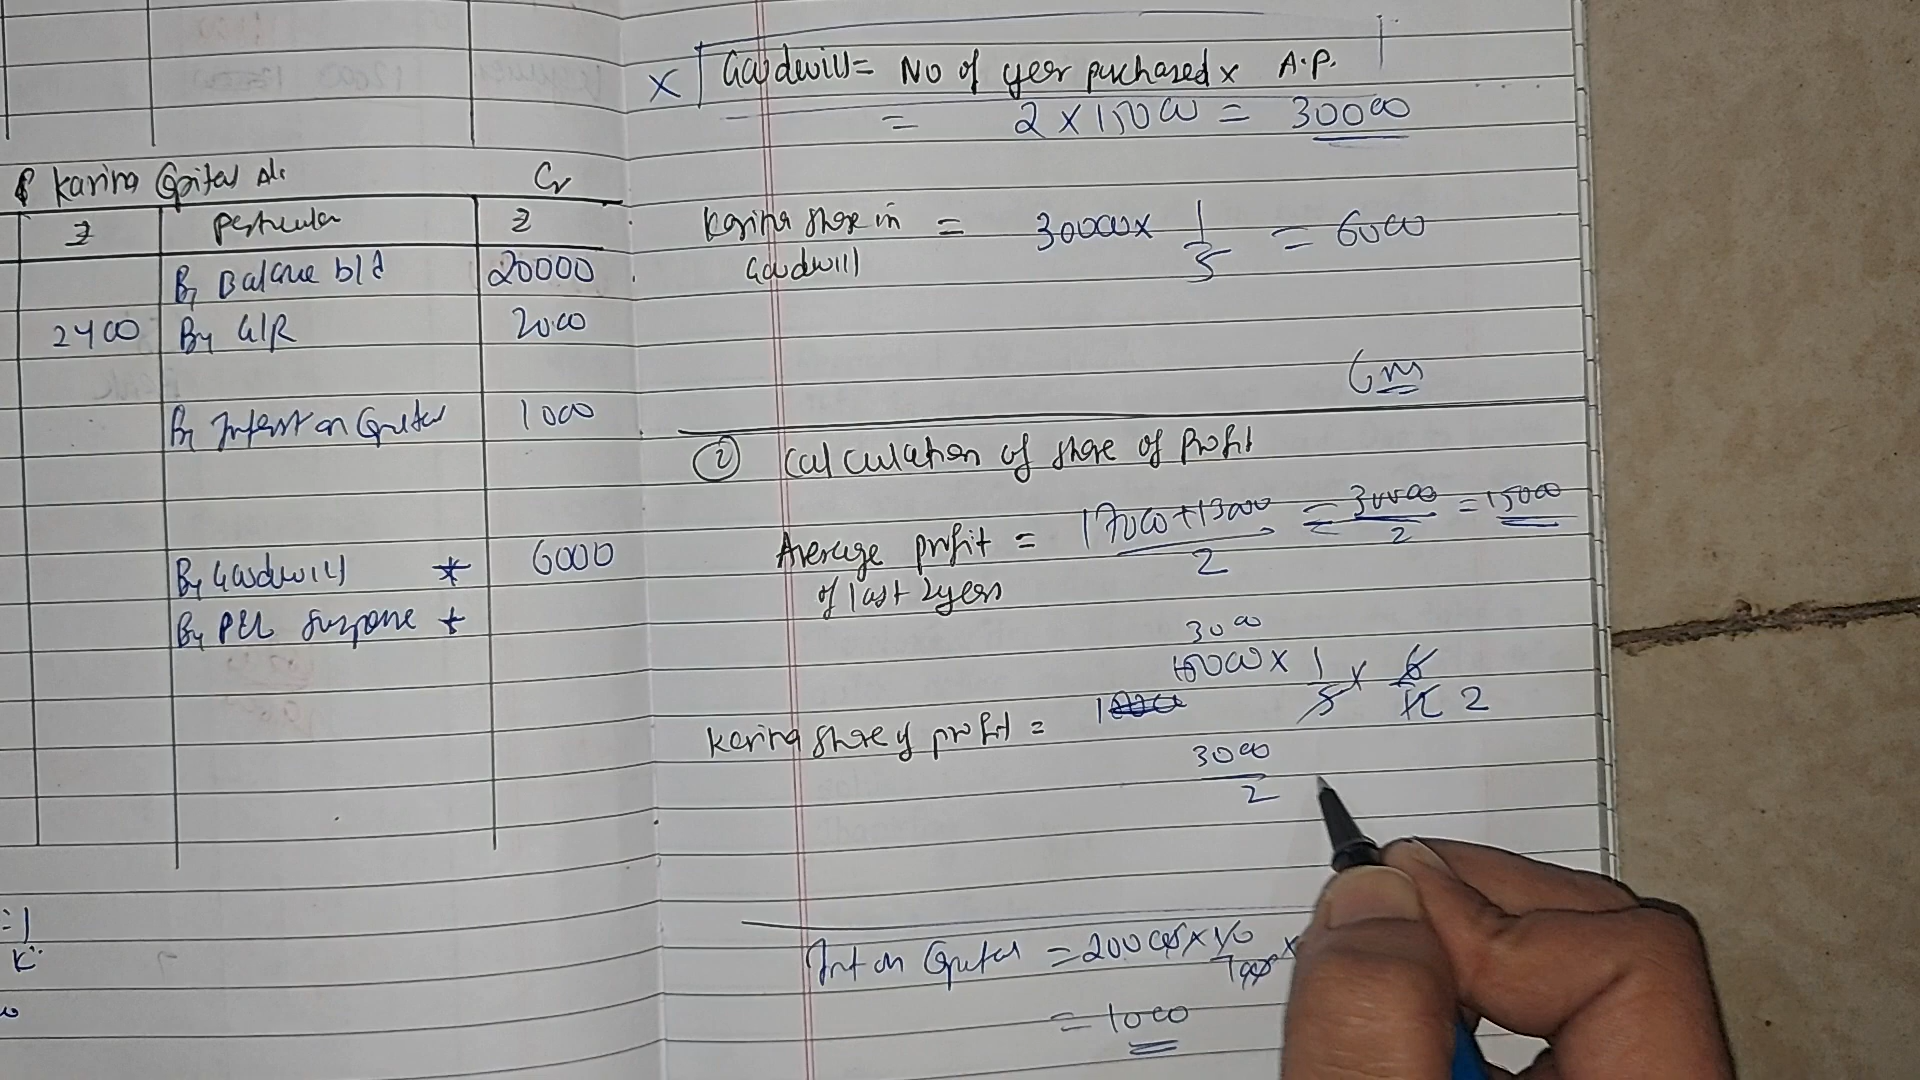 Karina Capital A/c Cr
₹ Particular ₹
By Balance b/d 20000
2400 By G/R 2000
By Interest on Capital 1000
By Goodwill * 6000
By P&L Suspense *
= 1
K
x Goodwill = No of year purchased x A.P.
= 2 x 15000 = 30000
Karina share in = 30000 x 1/5 = 6000
Goodwill
6m
② Calculation of share of Profit
Average profit = 17000+13000/2 = 30000/2 = 15000
of last 2 years
3000
15000 x 1/5 x 6/12 2
Karina share of profit =
3000
2
Int on Capital = 20000 x 10/100 x
= 1000